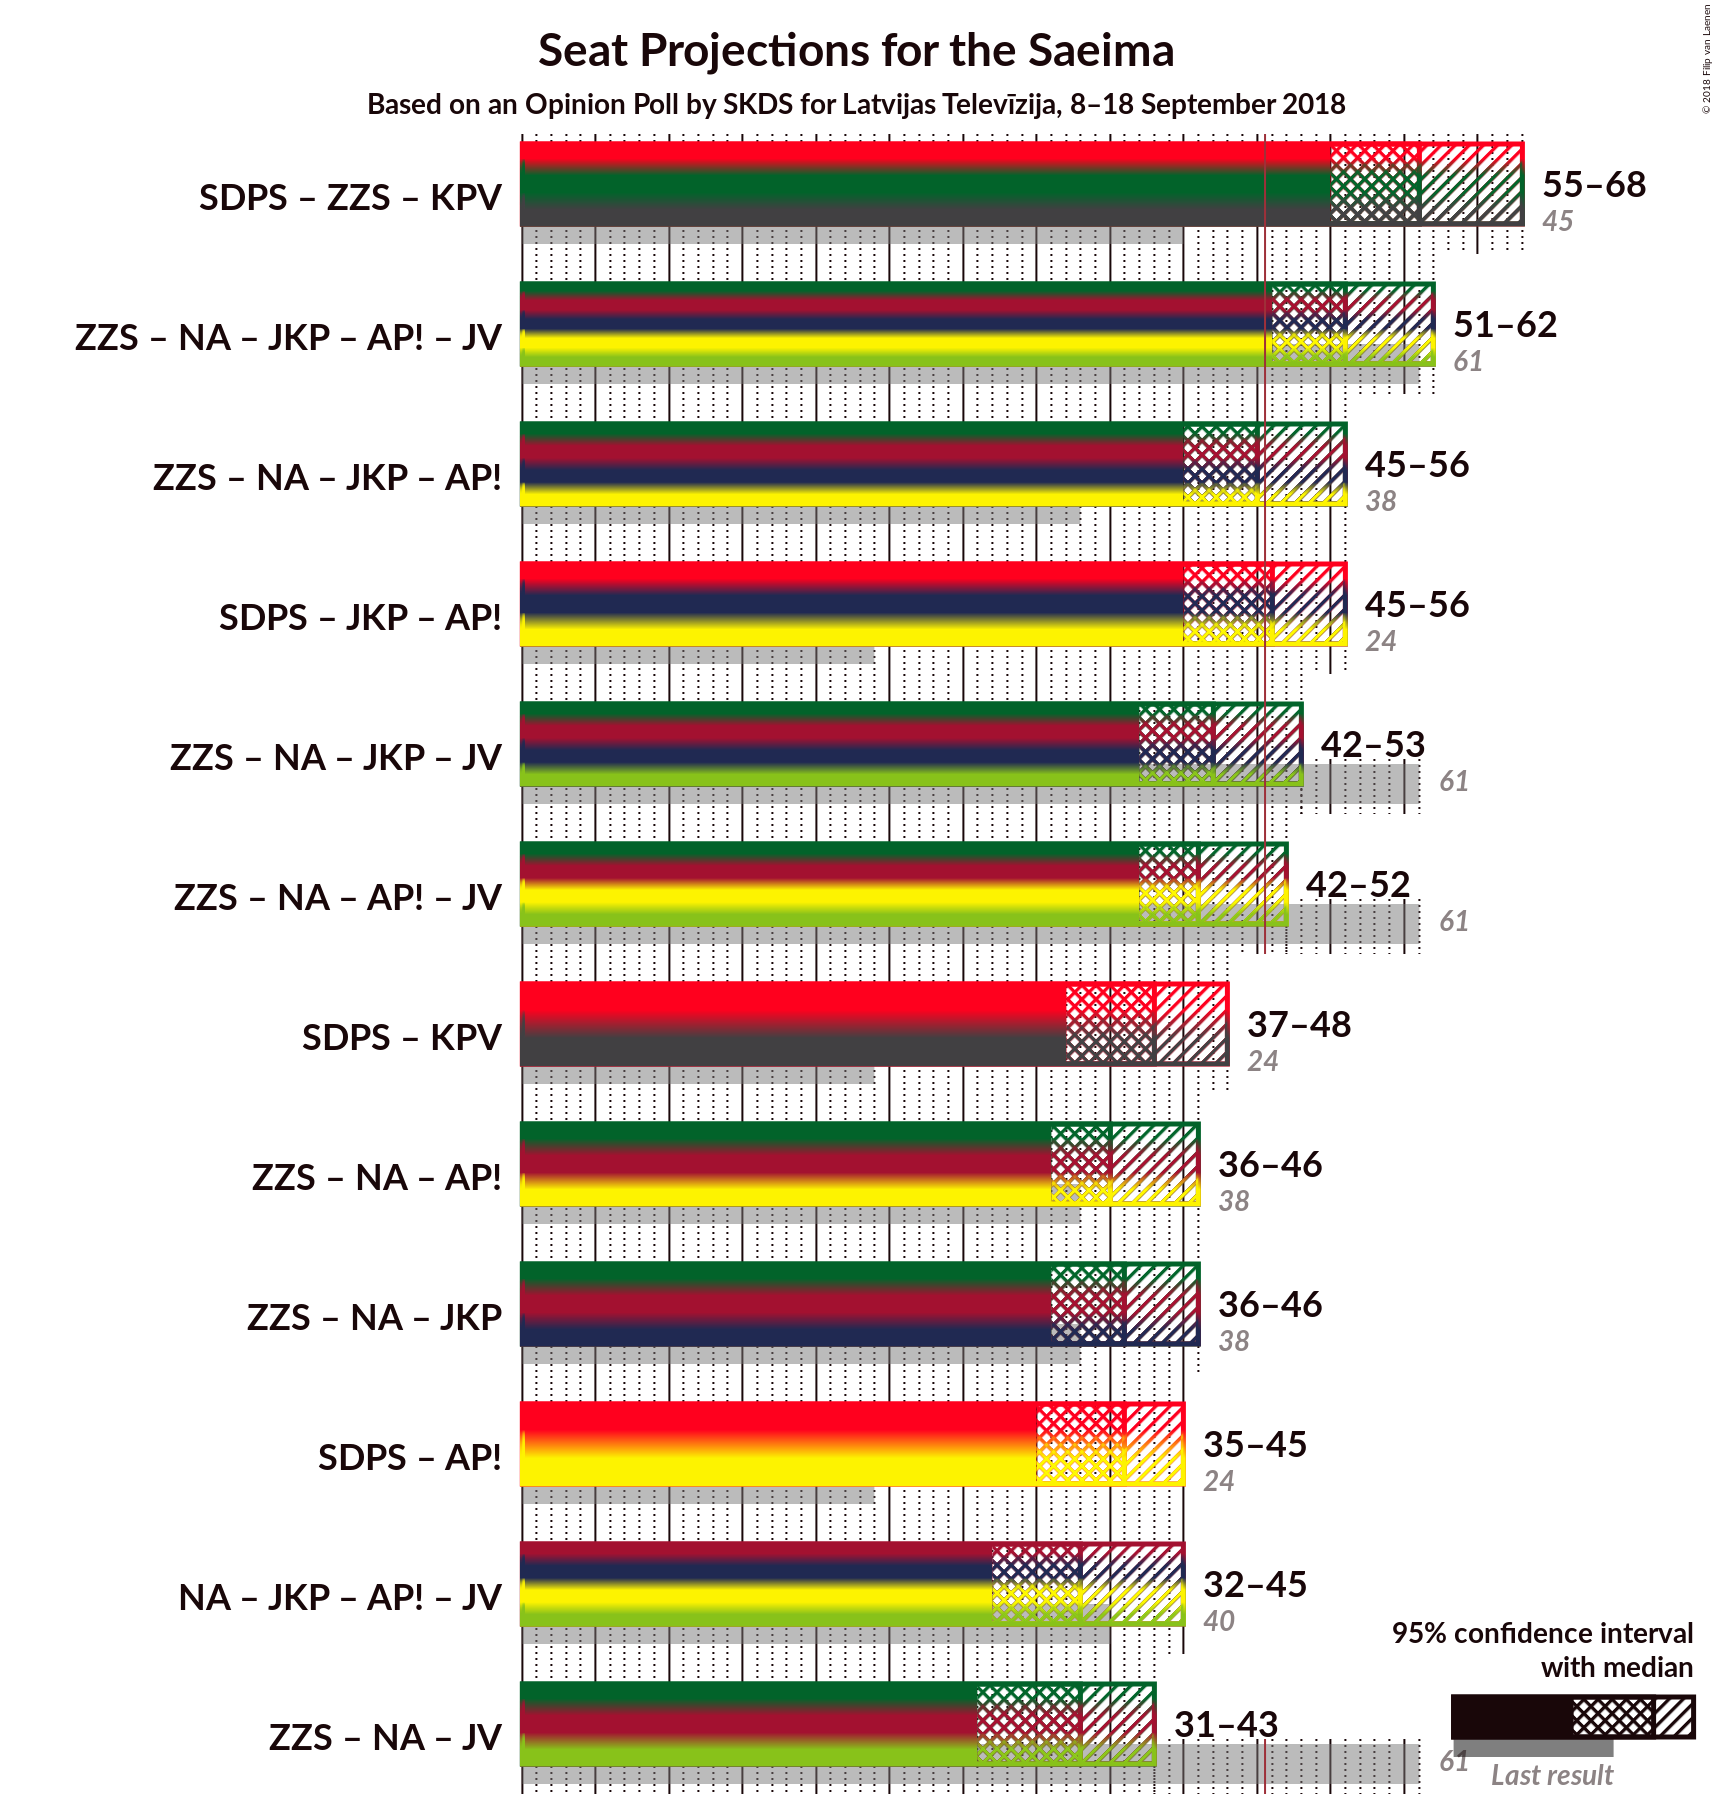 Seat Projections for the Saeima
Based on an Opinion Poll by SKDS for Latvijas Televīzija, 8–18 September 2018
© 2018 Filip van Laenen
SDPS – ZZS – KPV
55–68
45
ZZS – NA – JKP – AP! – JV
51–62
61
ZZS – NA – JKP – AP!
45–56
38
SDPS – JKP – AP!
45–56
24
ZZS – NA – JKP – JV
42–53
61
ZZS – NA – AP! – JV
42–52
61
SDPS – KPV
37–48
24
ZZS – NA – AP!
36–46
38
ZZS – NA – JKP
36–46
38
SDPS – AP!
35–45
24
NA – JKP – AP! – JV
32–45
40
ZZS – NA – JV
31–43
61
95% confidence interval
with median
Last result